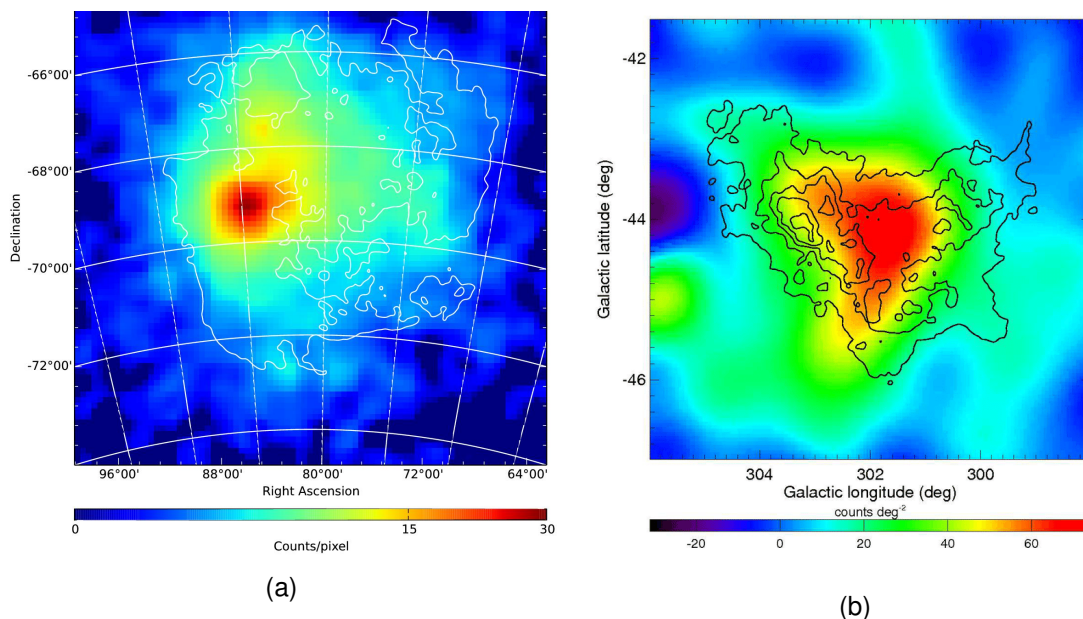 -66°00'
-68°00'
-70°00'
-72°00'
Declination
96°00' 88°00' 80°00' 72°00' 64°00'
Right Ascension
0 15 30
Counts/pixel
(a)
-42
-43
-44
-45
-46
Galactic latitude (deg)
304 302 300
Galactic longitude (deg)
counts deg⁻²
-20 0 20 40 60
(b)